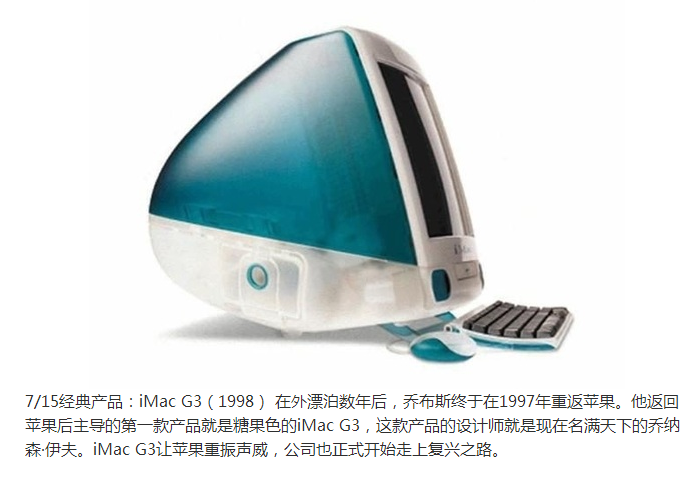 7/15经典产品：iMac G3（1998） 在外漂泊数年后，乔布斯终于在1997年重返苹果。他返回
苹果后主导的第一款产品就是糖果色的iMac G3，这款产品的设计师就是现在名满天下的乔纳
森·伊夫。iMac G3让苹果重振声威，公司也正式开始走上复兴之路。